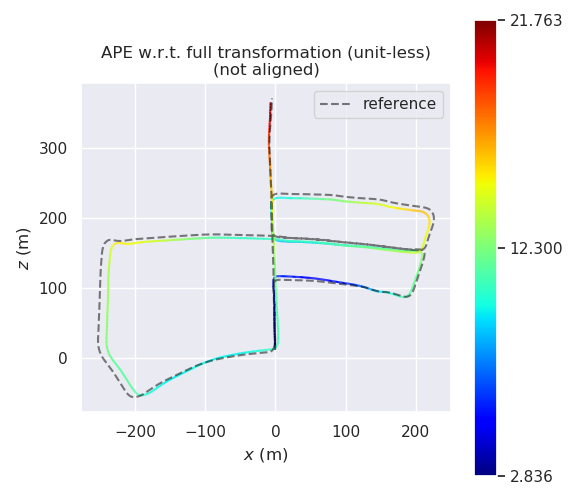 APE w.r.t. full transformation (unit-less)
(not aligned)
reference
21.763
12.300
2.836
300
200
100
0
z (m)
−200
−100
0
100
200
x (m)